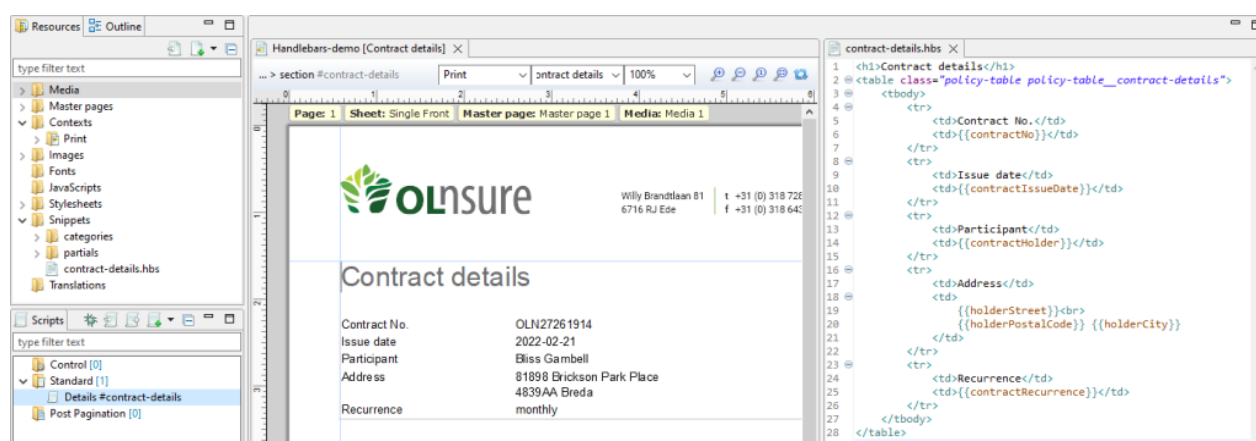 Resources Outline
type filter text
Media
Master pages
Contexts
Print
Images
Fonts
JavaScripts
Stylesheets
Snippets
categories
partials
contract-details.hbs
Translations
Scripts
type filter text
Control [0]
Standard [1]
Details #contract-details
Post Pagination [0]
Handlebars-demo [Contract details]
... > section #contract-details Print ontract details 100%
0 1 2 3 4 5 6
Page: 1 Sheet: Single Front Master page: Master page 1 Media: Media 1
OLnsure
Willy Brandtlaan 81 t +31 (0) 318 728
6716 RJ Ede f +31 (0) 318 643
Contract details
Contract No. OLN27261914
Issue date 2022-02-21
Participant Bliss Gambell
Address 81898 Brickson Park Place
4839AA Breda
Recurrence monthly
contract-details.hbs
1 <h1>Contract details</h1>
2 <table class="policy-table policy-table__contract-details">
3 <tbody>
4 <tr>
5 <td>Contract No.</td>
6 <td>{{contractNo}}</td>
7 </tr>
8 <tr>
9 <td>Issue date</td>
10 <td>{{contractIssueDate}}</td>
11 </tr>
12 <tr>
13 <td>Participant</td>
14 <td>{{contractHolder}}</td>
15 </tr>
16 <tr>
17 <td>Address</td>
18 <td>
19 {{holderStreet}}<br>
20 {{holderPostalCode}} {{holderCity}}
21 </td>
22 </tr>
23 <tr>
24 <td>Recurrence</td>
25 <td>{{contractRecurrence}}</td>
26 </tr>
27 </tbody>
28 </table>